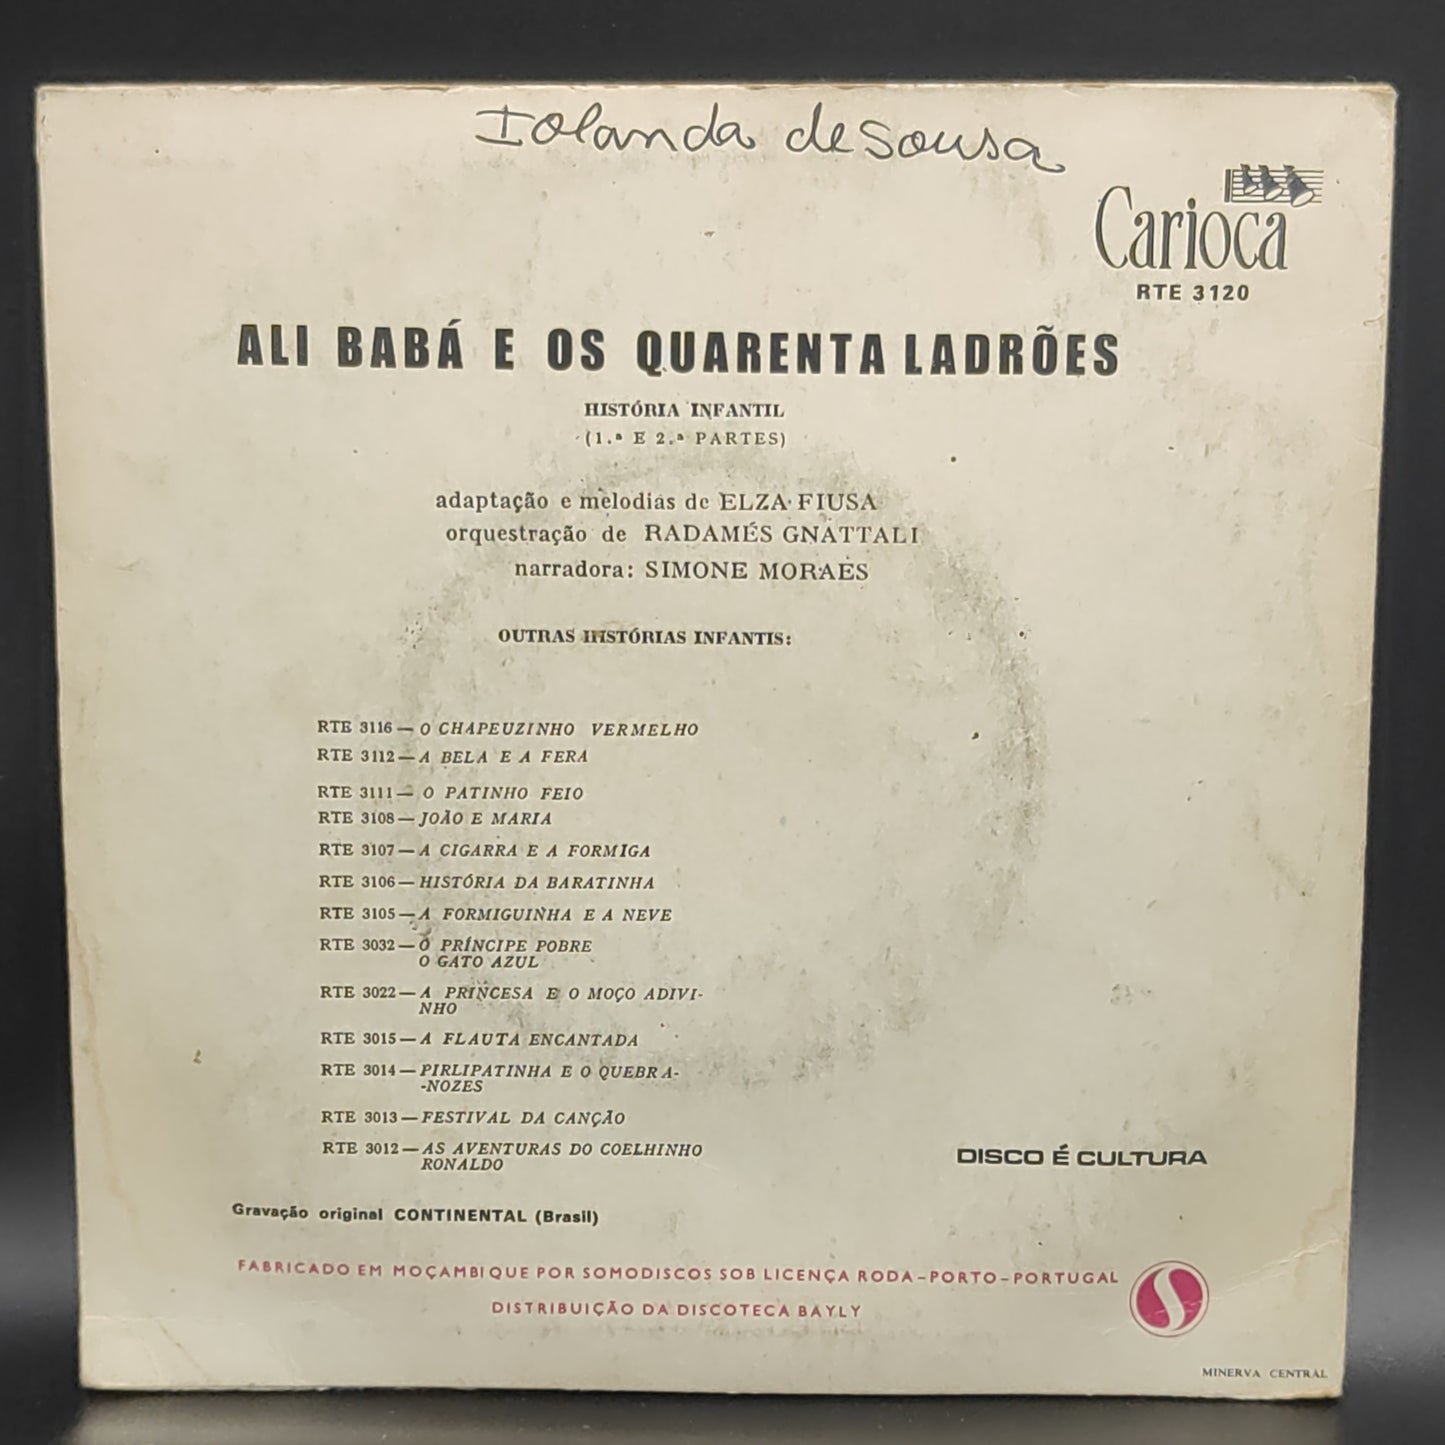 Iolanda de Sousa
Carioca
RTE 3120
ALI BABÁ E OS QUARENTA LADRÕES
HISTÓRIA INFANTIL
(1.ª E 2.ª PARTES)
adaptação e melodias de ELZA FIUSA
orquestração de RADAMÉS GNATTALI
narradora: SIMONE MORAES
OUTRAS HISTÓRIAS INFANTIS:
RTE 3116 — O CHAPEUZINHO VERMELHO
RTE 3112 — A BELA E A FERA
RTE 3111 — O PATINHO FEIO
RTE 3108 — JOÃO E MARIA
RTE 3107 — A CIGARRA E A FORMIGA
RTE 3106 — HISTÓRIA DA BARATINHA
RTE 3105 — A FORMIGUINHA E A NEVE
RTE 3032 — O PRÍNCIPE POBRE
O GATO AZUL
RTE 3022 — A PRINCESA E O MOÇO ADIVI-
NHO
RTE 3015 — A FLAUTA ENCANTADA
RTE 3014 — PIRLIPATINHA E O QUEBRA-
-NOZES
RTE 3013 — FESTIVAL DA CANÇÃO
RTE 3012 — AS AVENTURAS DO COELHINHO
RONALDO
DISCO É CULTURA
Gravação original CONTINENTAL (Brasil)
FABRICADO EM MOÇAMBIQUE POR SOMODISCOS SOB LICENÇA RODA-PORTO-PORTUGAL
DISTRIBUIÇÃO DA DISCOTECA BAYLY
MINERVA CENTRAL